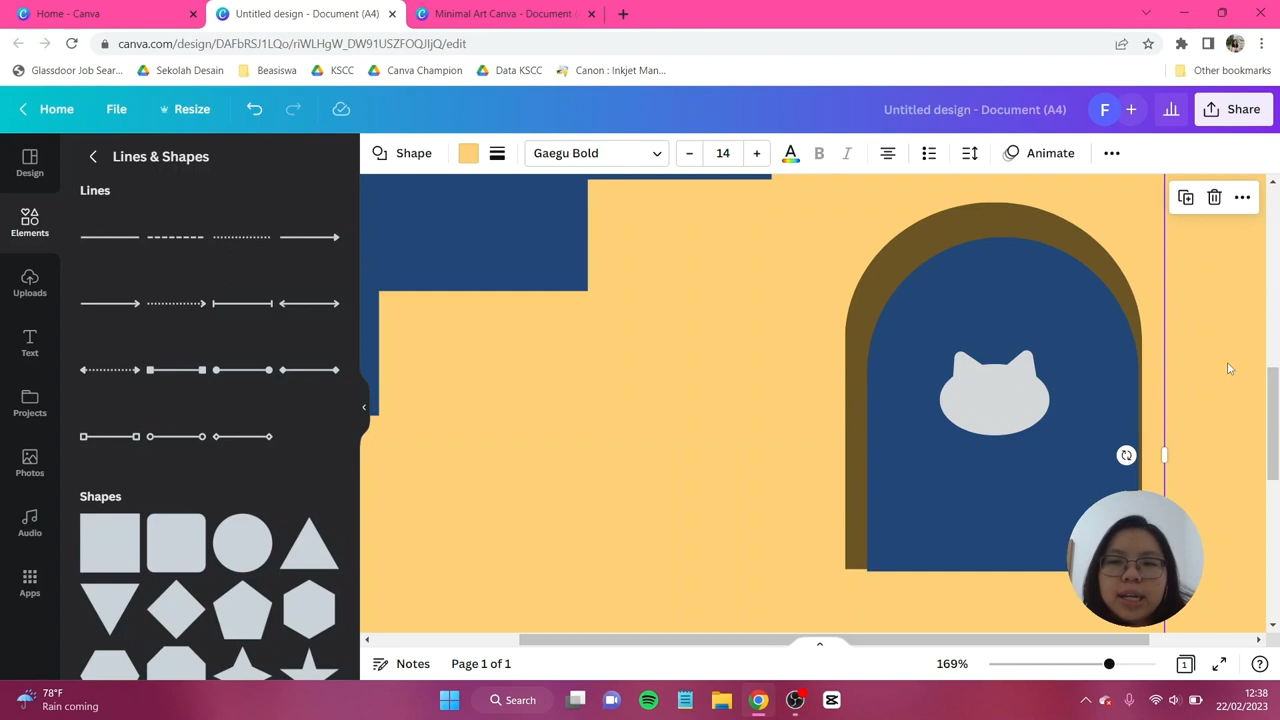 Home - Canva
Untitled design - Document (A4)
Minimal Art Canva - Document (
canva.com/design/DAFbRSJ1LQo/riWLHgW_DW91USZFOQJIJQ/edit
Glassdoor Job Sear...
Sekolah Desain
Beasiswa
KSCC
Canva Champion
Data KSCC
Canon : Inkjet Man...
Other bookmarks
Home
File
Resize
Untitled design - Document (A4)
F
Share
Design
Elements
Uploads
Text
Projects
Photos
Audio
Apps
Lines & Shapes
Lines
Shapes
Shape
Gaegu Bold
14
A
B
I
Animate
Notes
Page 1 of 1
169%
1
78°F
Rain coming
Search
12:38
22/02/2023